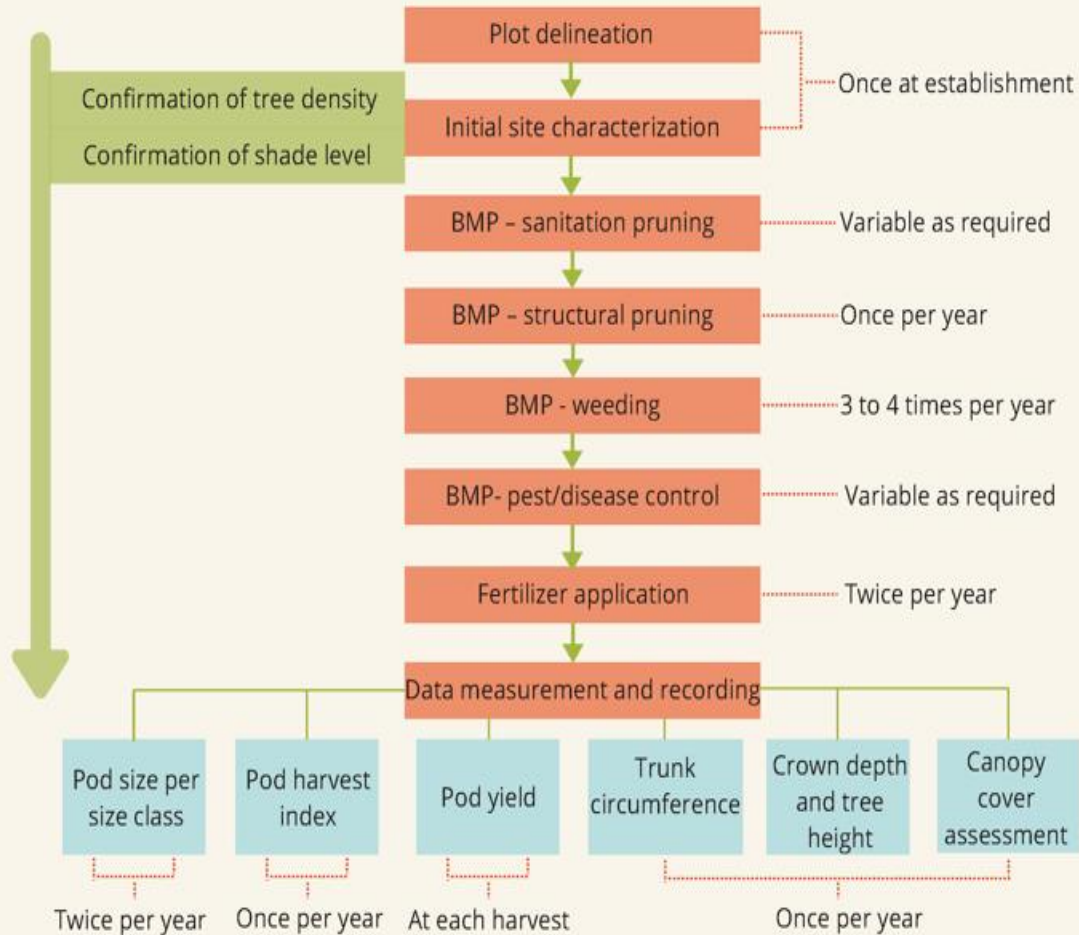 Plot delineation
Once at establishment
Confirmation of tree density
Initial site characterization
Confirmation of shade level
BMP – sanitation pruning
Variable as required
BMP – structural pruning
Once per year
BMP - weeding
3 to 4 times per year
BMP- pest/disease control
Variable as required
Fertilizer application
Twice per year
Data measurement and recording
Pod size per
size class
Pod harvest
index
Pod yield
Trunk
circumference
Crown depth
and tree
height
Canopy
cover
assessment
Twice per year
Once per year
At each harvest
Once per year